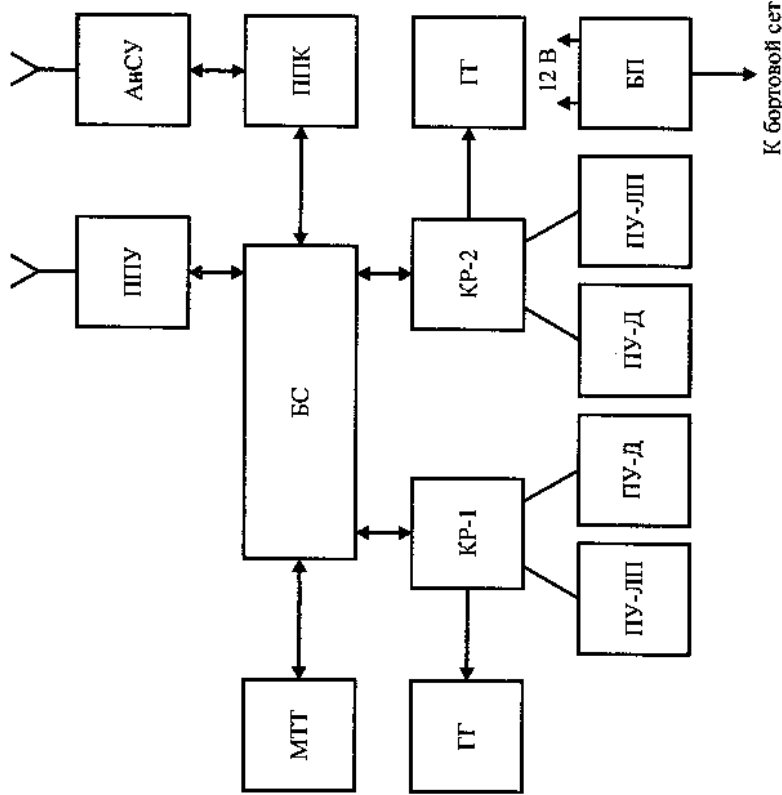 АнСУ
ППУ
ППК
БС
МТТ
ГТ
КР-2
КР-1
ГГ
12 В
БП
ПУ-ЛП
ПУ-Д
ПУ-Д
ПУ-ЛП
К бортовой сет